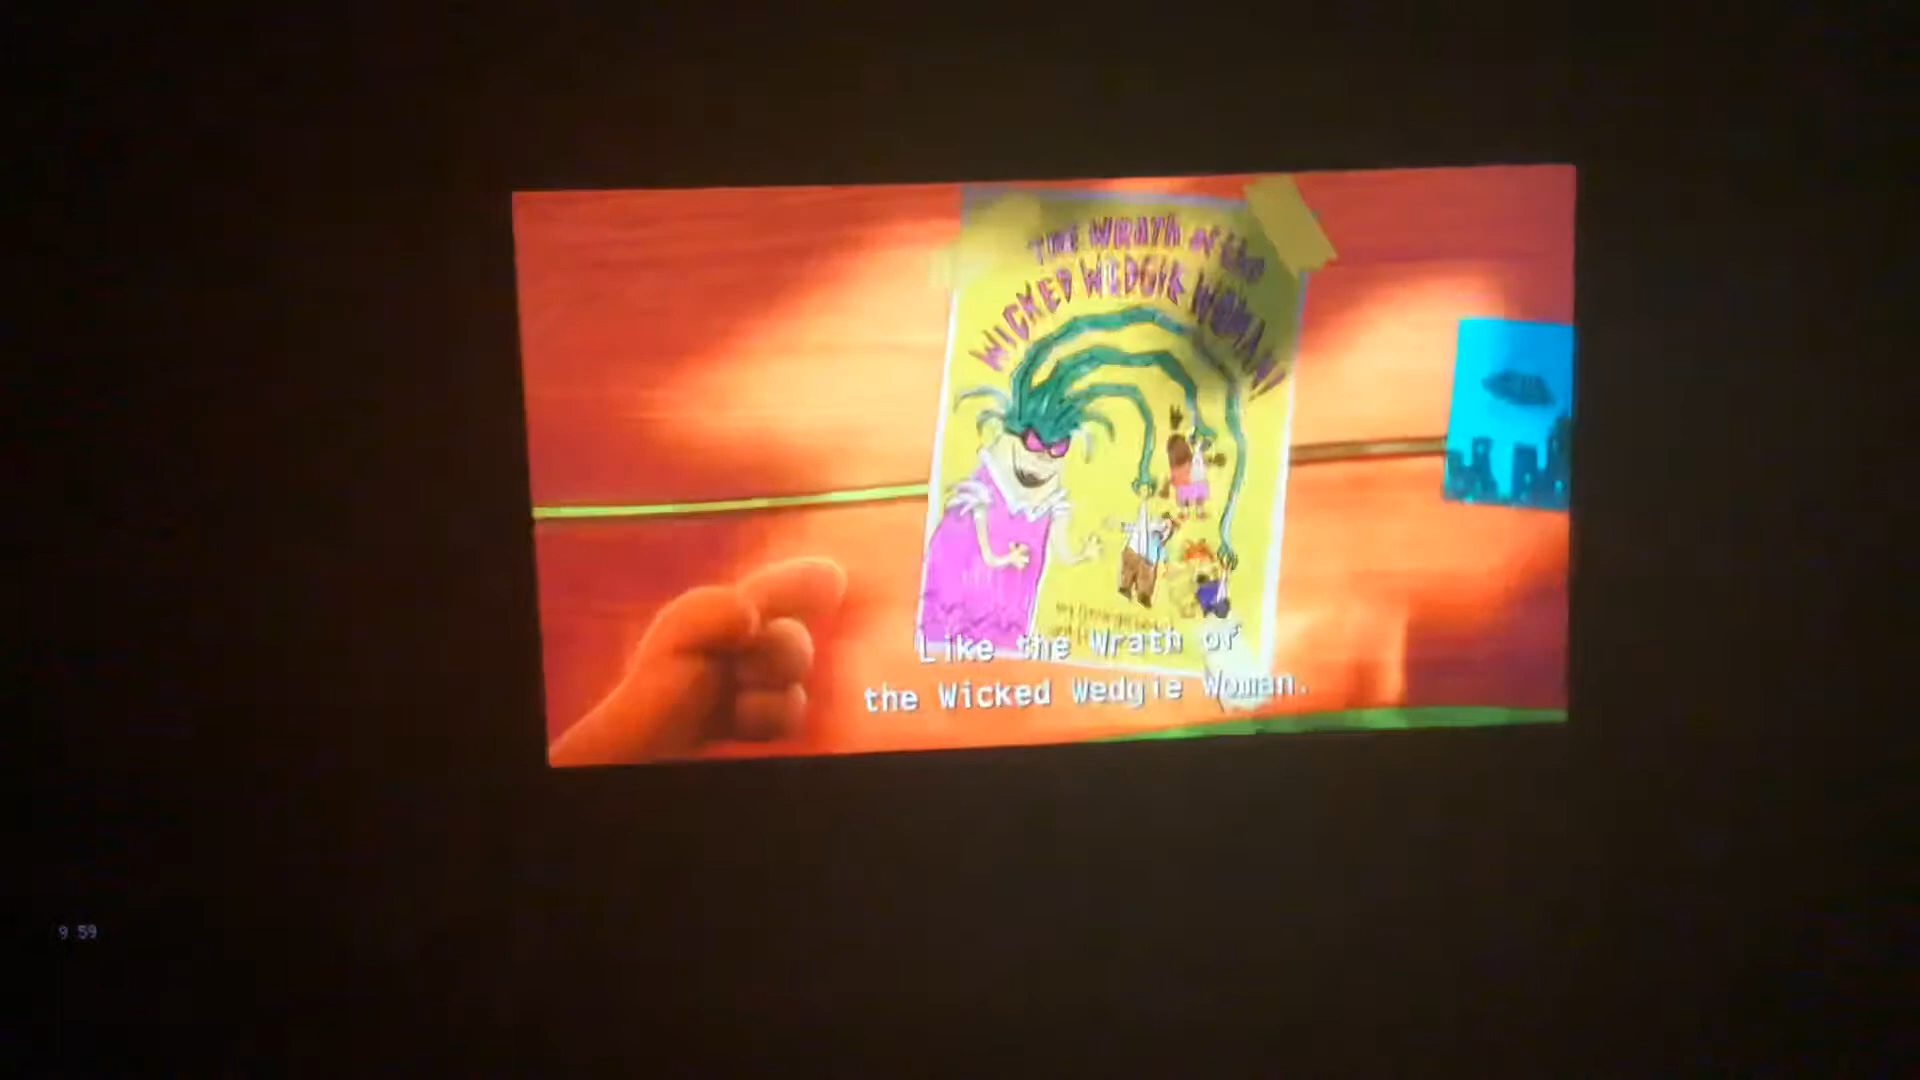 THE WRATH of the
WICKED WEDGIE WOMAN!
Like the Wrath of
the Wicked Wedgie Woman.
9 59